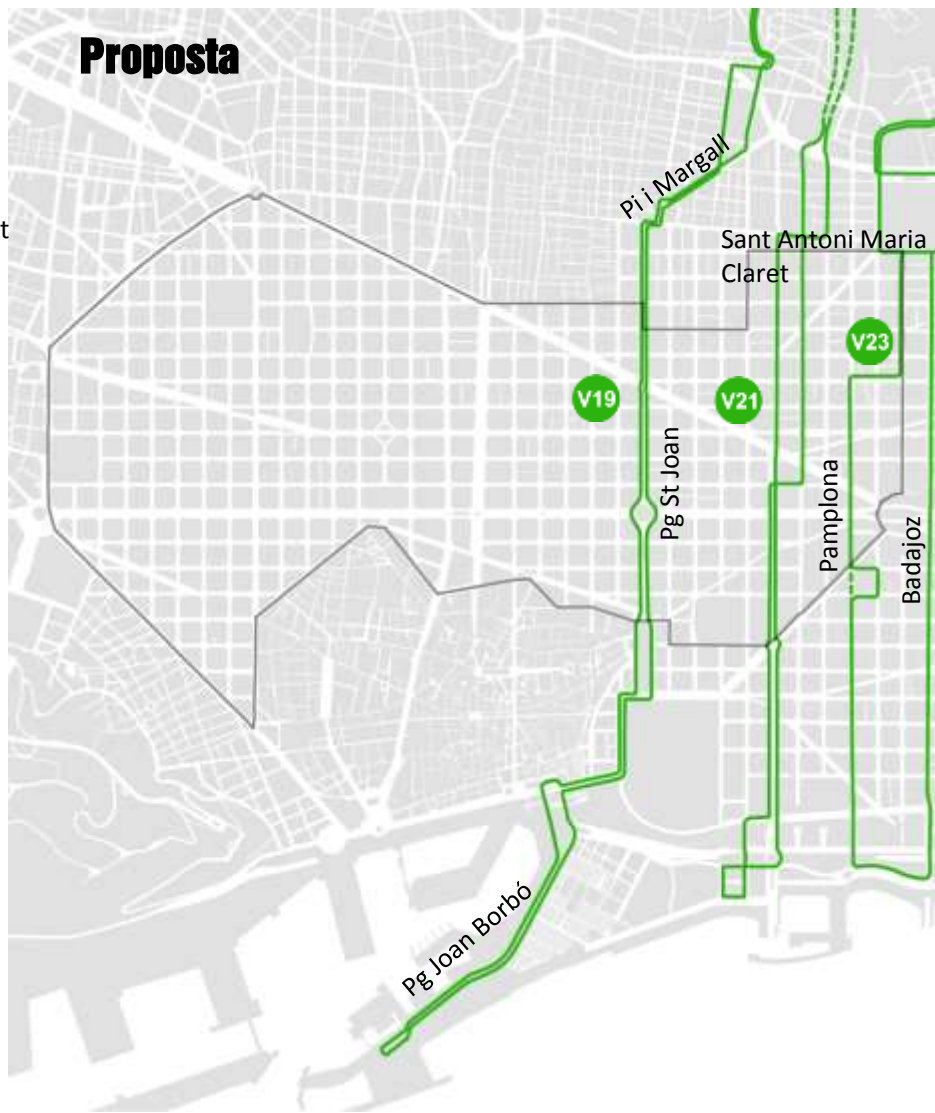 Proposta
Pi i Margall
t
Sant Antoni Maria
Claret
V23
V19
V21
Pg St Joan
Pamplona
Badajoz
Pg Joan Borbó